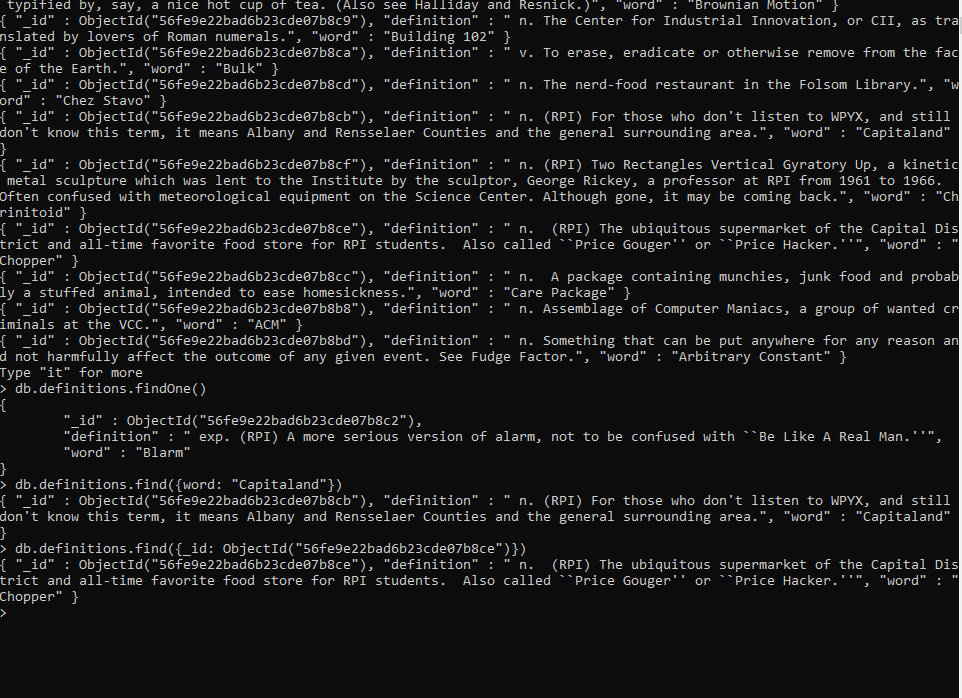 typified by, say, a nice hot cup of tea. (Also see Halliday and Resnick.)", "word" : "Brownian Motion" }
{ "_id" : ObjectId("56fe9e22bad6b23cde07b8c9"), "definition" : " n. The Center for Industrial Innovation, or CII, as tra
nslated by lovers of Roman numerals.", "word" : "Building 102" }
{ "_id" : ObjectId("56fe9e22bad6b23cde07b8ca"), "definition" : " v. To erase, eradicate or otherwise remove from the fac
e of the Earth.", "word" : "Bulk" }
{ "_id" : ObjectId("56fe9e22bad6b23cde07b8cd"), "definition" : " n. The nerd-food restaurant in the Folsom Library.", "w
ord" : "Chez Stavo" }
{ "_id" : ObjectId("56fe9e22bad6b23cde07b8cb"), "definition" : " n. (RPI) For those who don't listen to WPYX, and still
don't know this term, it means Albany and Rensselaer Counties and the general surrounding area.", "word" : "Capitaland"
}
{ "_id" : ObjectId("56fe9e22bad6b23cde07b8cf"), "definition" : " n. (RPI) Two Rectangles Vertical Gyratory Up, a kinetic
 metal sculpture which was lent to the Institute by the sculptor, George Rickey, a professor at RPI from 1961 to 1966.
Often confused with meteorological equipment on the Science Center. Although gone, it may be coming back.", "word" : "Ch
rinitoid" }
{ "_id" : ObjectId("56fe9e22bad6b23cde07b8ce"), "definition" : " n.  (RPI) The ubiquitous supermarket of the Capital Dis
trict and all-time favorite food store for RPI students.  Also called ``Price Gouger'' or ``Price Hacker.''", "word" : "
Chopper" }
{ "_id" : ObjectId("56fe9e22bad6b23cde07b8cc"), "definition" : " n.  A package containing munchies, junk food and probab
ly a stuffed animal, intended to ease homesickness.", "word" : "Care Package" }
{ "_id" : ObjectId("56fe9e22bad6b23cde07b8b8"), "definition" : " n. Assemblage of Computer Maniacs, a group of wanted cr
iminals at the VCC.", "word" : "ACM" }
{ "_id" : ObjectId("56fe9e22bad6b23cde07b8bd"), "definition" : " n. Something that can be put anywhere for any reason an
d not harmfully affect the outcome of any given event. See Fudge Factor.", "word" : "Arbitrary Constant" }
Type "it" for more
> db.definitions.findOne()
{
        "_id" : ObjectId("56fe9e22bad6b23cde07b8c2"),
        "definition" : " exp. (RPI) A more serious version of alarm, not to be confused with ``Be Like A Real Man.''",
        "word" : "Blarm"
}
> db.definitions.find({word: "Capitaland"})
{ "_id" : ObjectId("56fe9e22bad6b23cde07b8cb"), "definition" : " n. (RPI) For those who don't listen to WPYX, and still
don't know this term, it means Albany and Rensselaer Counties and the general surrounding area.", "word" : "Capitaland"
}
> db.definitions.find({_id: ObjectId("56fe9e22bad6b23cde07b8ce")})
{ "_id" : ObjectId("56fe9e22bad6b23cde07b8ce"), "definition" : " n.  (RPI) The ubiquitous supermarket of the Capital Dis
trict and all-time favorite food store for RPI students.  Also called ``Price Gouger'' or ``Price Hacker.''", "word" : "
Chopper" }
>